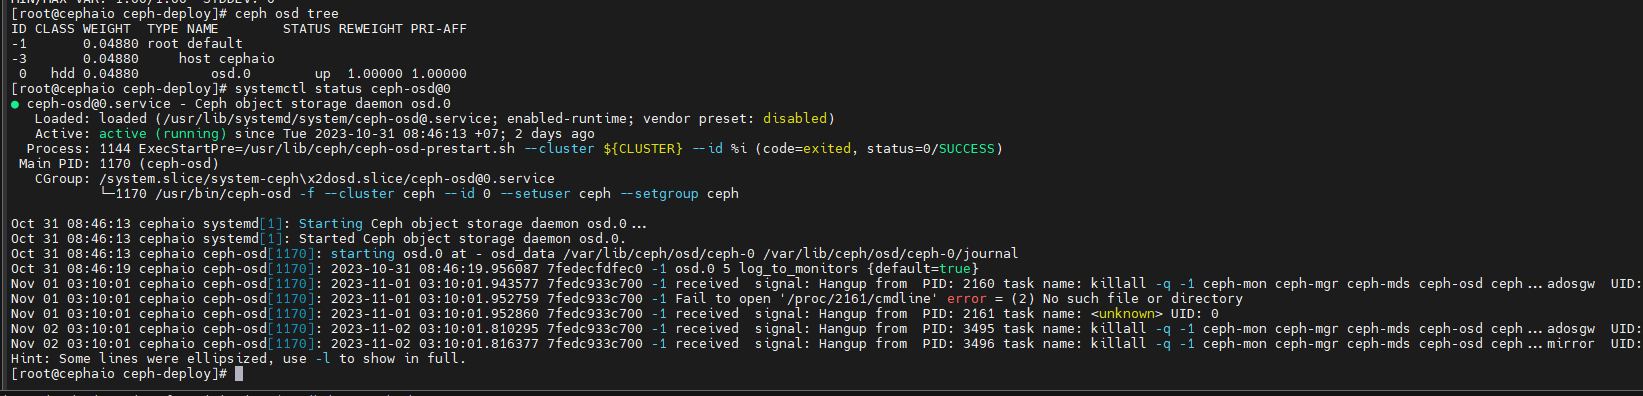 MIN/MAX VAR: 1.00/1.00  STDDEV: 0
[root@cephaio ceph-deploy]# ceph osd tree
ID CLASS WEIGHT  TYPE NAME        STATUS REWEIGHT PRI-AFF
-1       0.04880 root default
-3       0.04880     host cephaio
 0   hdd 0.04880         osd.0        up  1.00000 1.00000
[root@cephaio ceph-deploy]# systemctl status ceph-osd@0
● ceph-osd@0.service - Ceph object storage daemon osd.0
   Loaded: loaded (/usr/lib/systemd/system/ceph-osd@.service; enabled-runtime; vendor preset: disabled)
   Active: active (running) since Tue 2023-10-31 08:46:13 +07; 2 days ago
  Process: 1144 ExecStartPre=/usr/lib/ceph/ceph-osd-prestart.sh --cluster ${CLUSTER} --id %i (code=exited, status=0/SUCCESS)
 Main PID: 1170 (ceph-osd)
   CGroup: /system.slice/system-ceph\x2dosd.slice/ceph-osd@0.service
           └─1170 /usr/bin/ceph-osd -f --cluster ceph --id 0 --setuser ceph --setgroup ceph

Oct 31 08:46:13 cephaio systemd[1]: Starting Ceph object storage daemon osd.0...
Oct 31 08:46:13 cephaio systemd[1]: Started Ceph object storage daemon osd.0.
Oct 31 08:46:13 cephaio ceph-osd[1170]: starting osd.0 at - osd_data /var/lib/ceph/osd/ceph-0 /var/lib/ceph/osd/ceph-0/journal
Oct 31 08:46:19 cephaio ceph-osd[1170]: 2023-10-31 08:46:19.956087 7fedecfdfec0 -1 osd.0 5 log_to_monitors {default=true}
Nov 01 03:10:01 cephaio ceph-osd[1170]: 2023-11-01 03:10:01.943577 7fedc933c700 -1 received  signal: Hangup from  PID: 2160 task name: killall -q -1 ceph-mon ceph-mgr ceph-mds ceph-osd ceph...adosgw  UID:
Nov 01 03:10:01 cephaio ceph-osd[1170]: 2023-11-01 03:10:01.952759 7fedc933c700 -1 Fail to open '/proc/2161/cmdline' error = (2) No such file or directory
Nov 01 03:10:01 cephaio ceph-osd[1170]: 2023-11-01 03:10:01.952860 7fedc933c700 -1 received  signal: Hangup from  PID: 2161 task name: <unknown> UID: 0
Nov 02 03:10:01 cephaio ceph-osd[1170]: 2023-11-02 03:10:01.810295 7fedc933c700 -1 received  signal: Hangup from  PID: 3495 task name: killall -q -1 ceph-mon ceph-mgr ceph-mds ceph-osd ceph...adosgw  UID:
Nov 02 03:10:01 cephaio ceph-osd[1170]: 2023-11-02 03:10:01.816377 7fedc933c700 -1 received  signal: Hangup from  PID: 3496 task name: killall -q -1 ceph-mon ceph-mgr ceph-mds ceph-osd ceph...mirror  UID:
Hint: Some lines were ellipsized, use -l to show in full.
[root@cephaio ceph-deploy]#